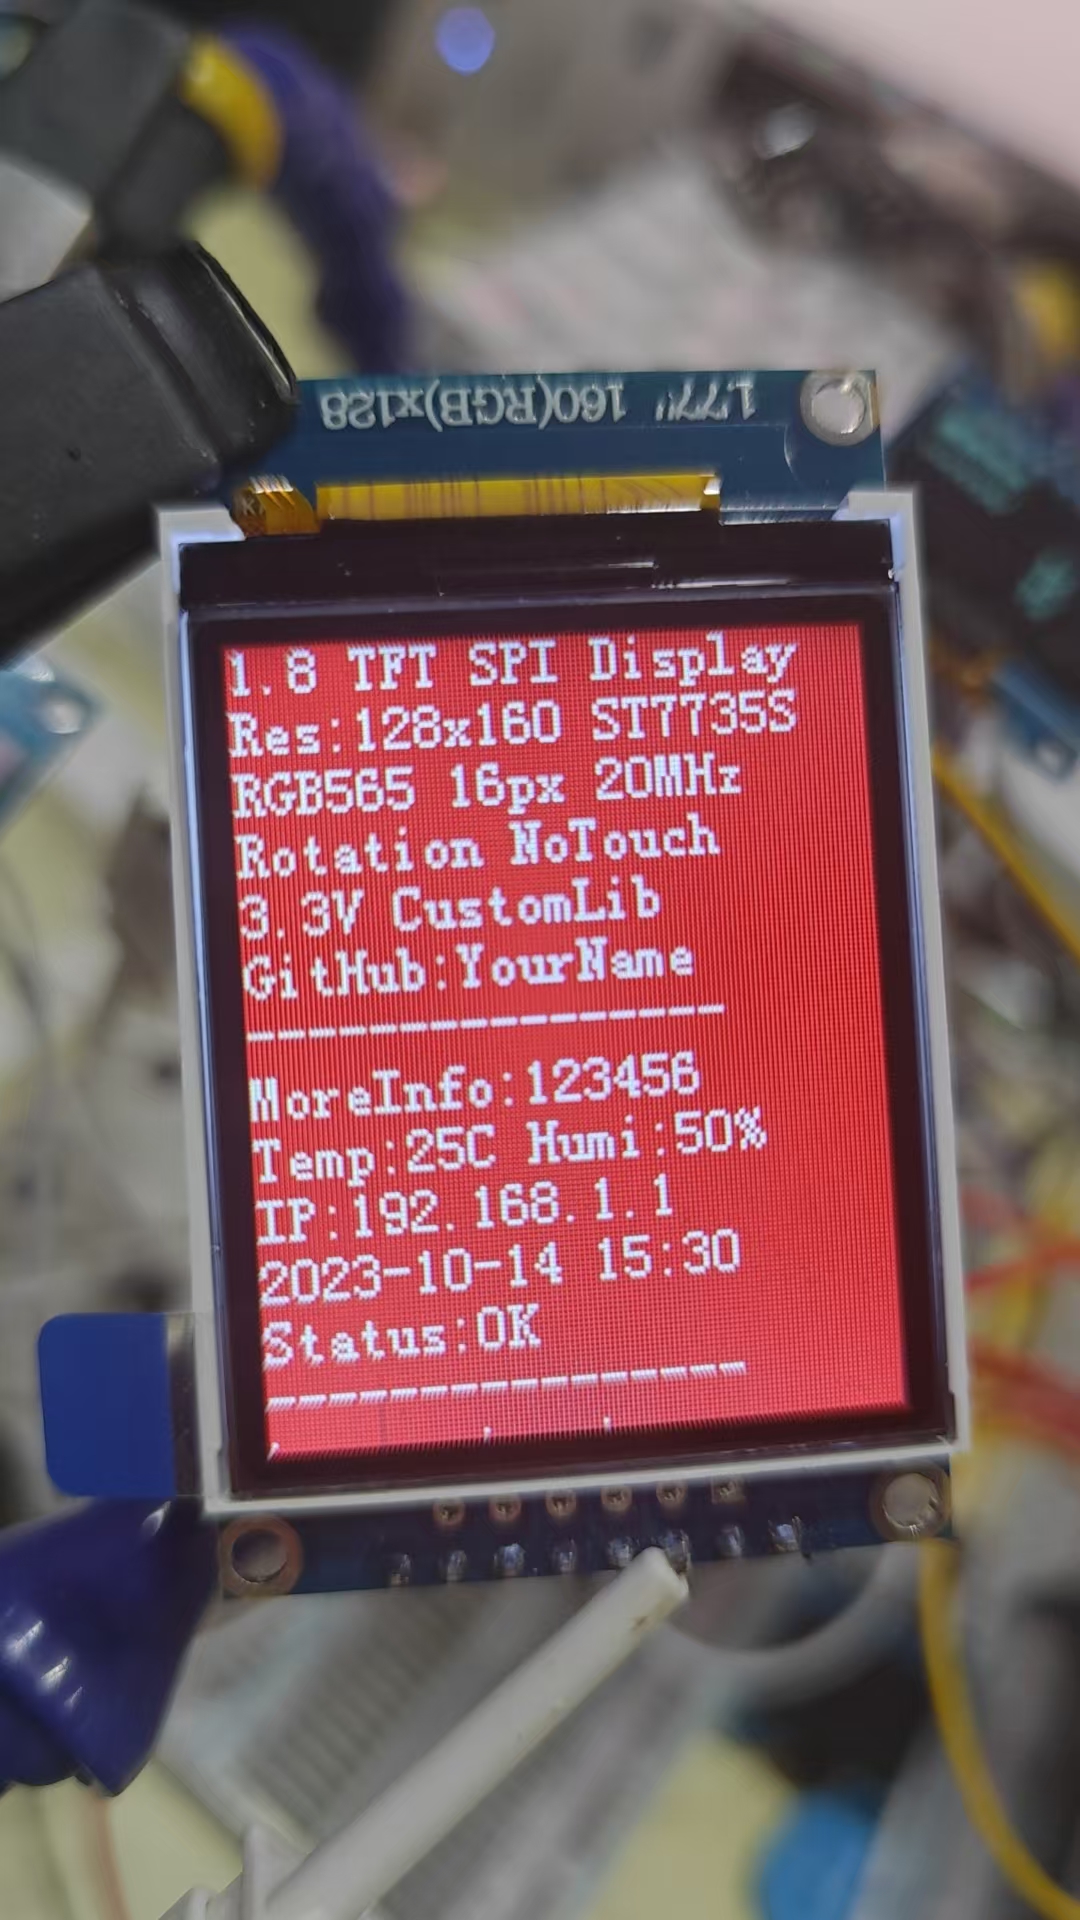 1.77" 160(RGB)x128
1.8 TFT SPI Display
Res:128x160 ST7735S
RGB565 16px 20MHz
Rotation NoTouch
3.3V CustomLib
GitHub:YourName
----------------
MoreInfo:123456
Temp:25C Humi:50%
IP:192.168.1.1
2023-10-14 15:30
Status:OK
----------------